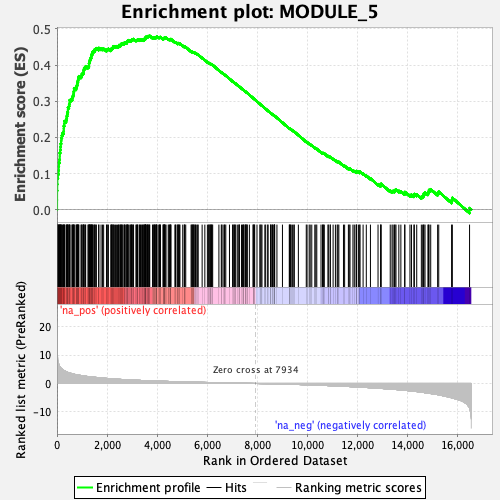 Enrichment plot: MODULE_5
Enrichment score (ES)
0.5
0.4
0.3
0.2
0.1
0.0
'na_pos' (positively correlated)
Ranked list metric (PreRanked)
20
10
0
-10
Zero cross at 7934
'na_neg' (negatively correlated)
0
2,000
4,000
6,000
8,000
10,000
12,000
14,000
16,000
Rank in Ordered Dataset
Enrichment profile
Hits
Ranking metric scores